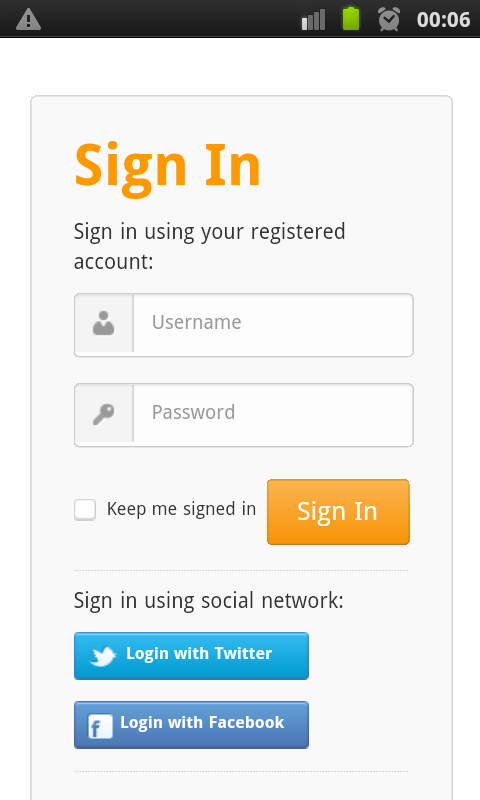 00:06
Sign In
Sign in using your registered
account:
Username
Password
Keep me signed in
Sign In
Sign in using social network:
Login with Twitter
f Login with Facebook